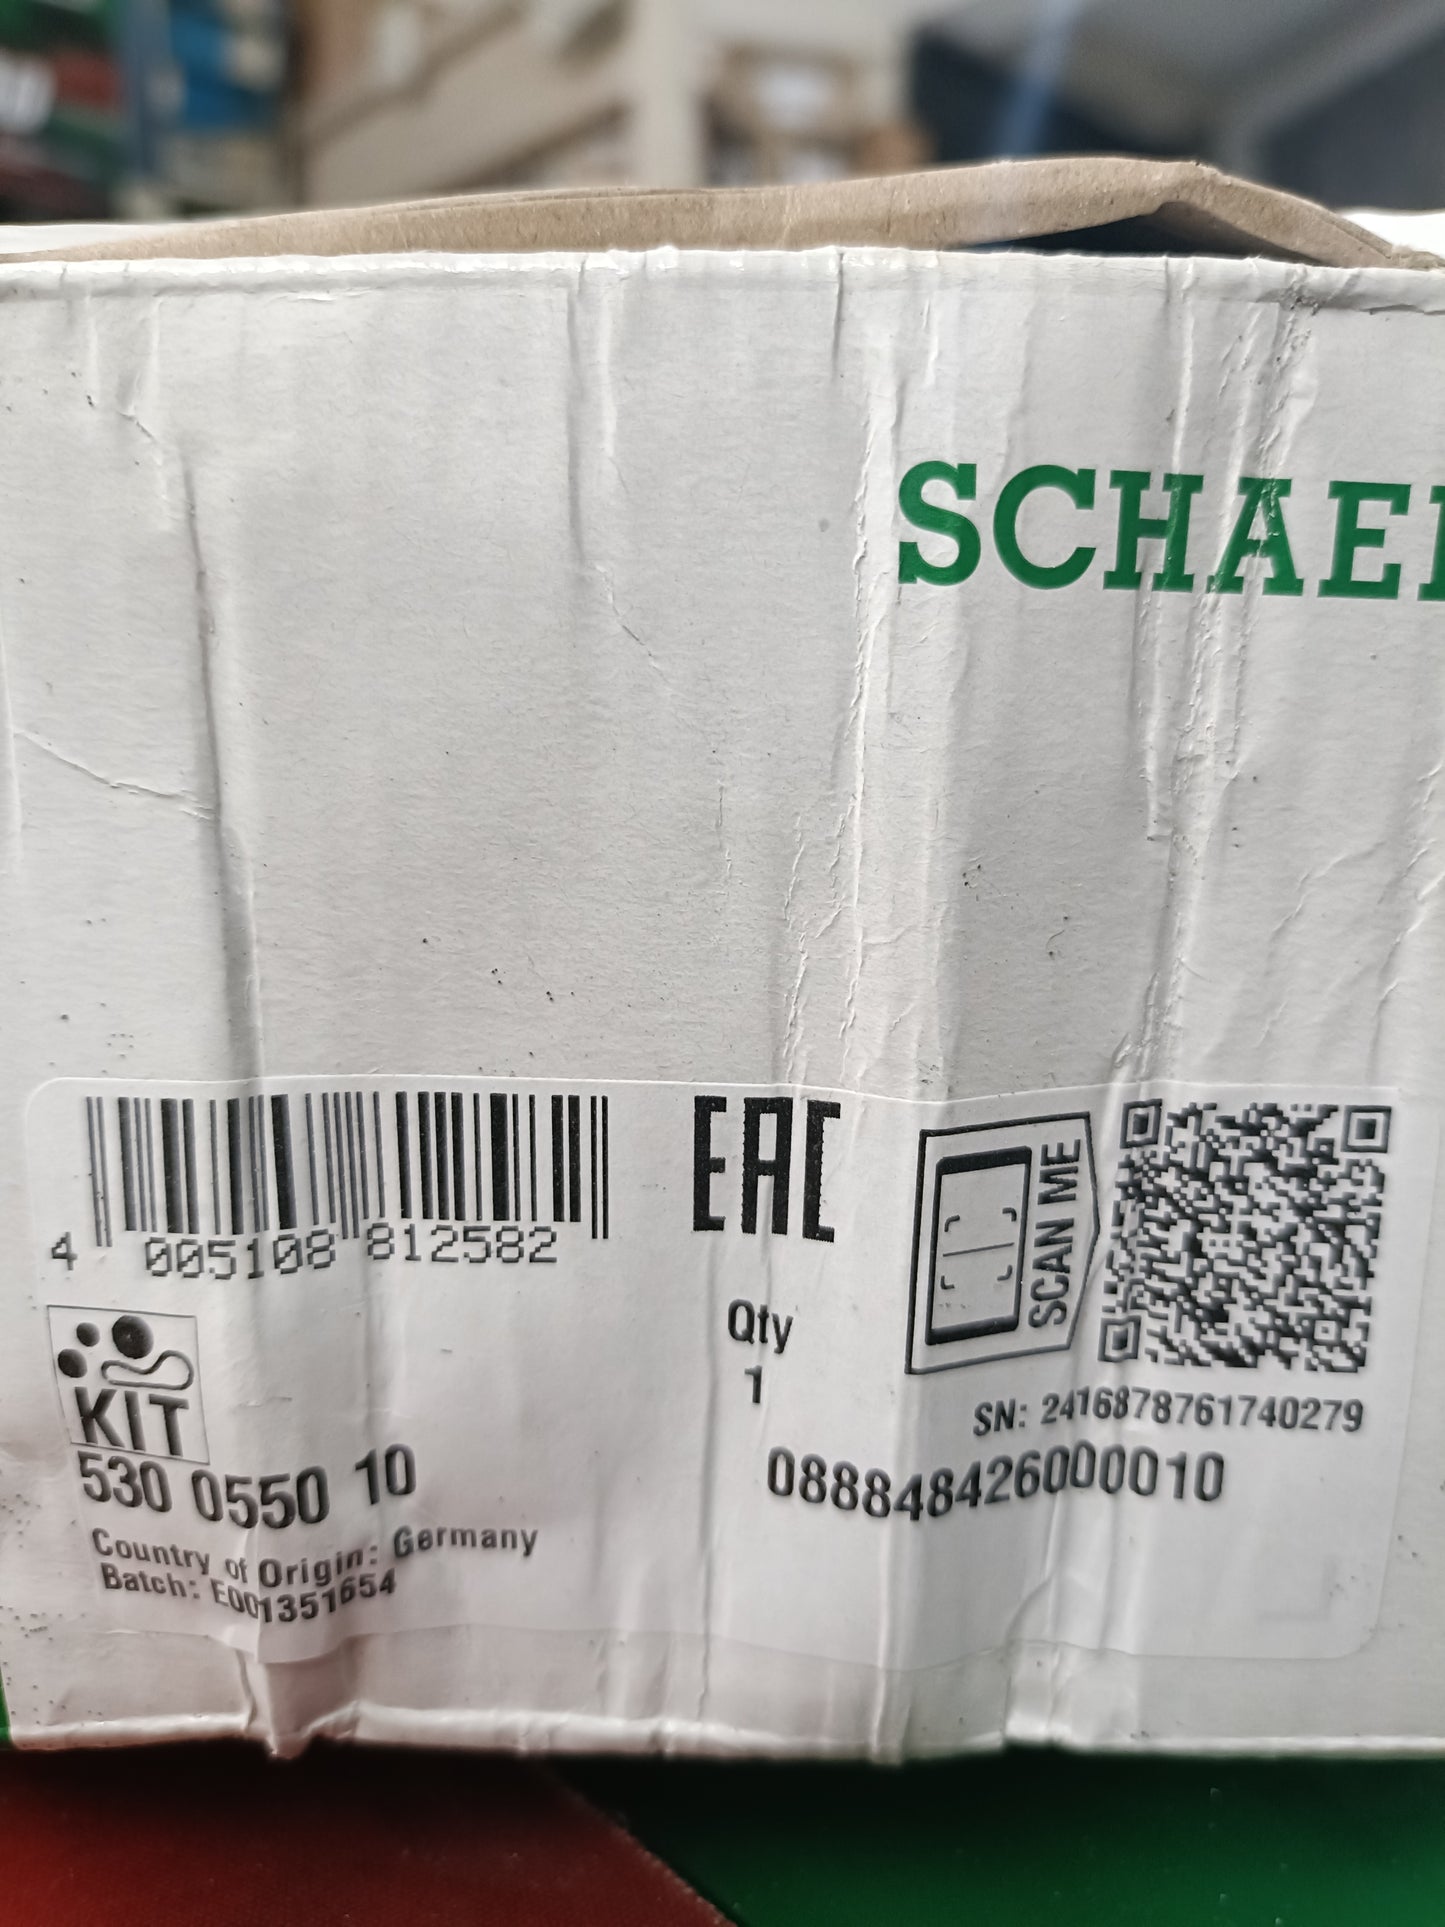 SCHAE
4 005108 812582
EAC
SCAN ME
Qty
1
KIT
SN: 2416878761740279
530 0550 10
088848426000010
Country of Origin: Germany
Batch: E001351654